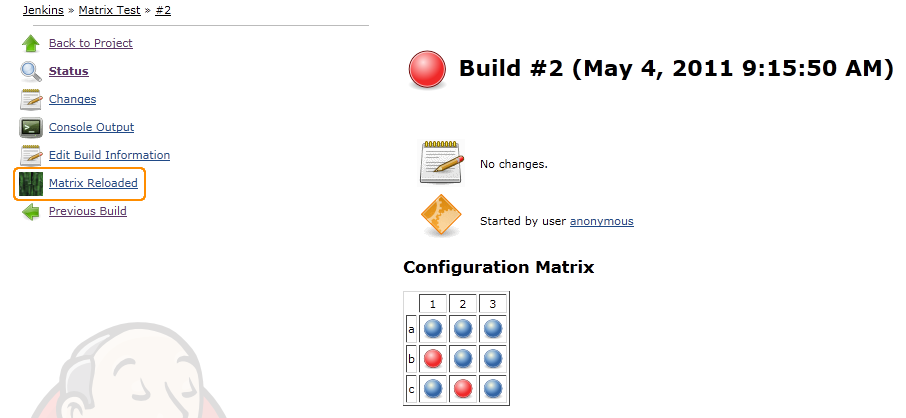 Jenkins » Matrix Test » #2
Back to Project
Status
Changes
Console Output
Edit Build Information
Matrix Reloaded
Previous Build
Build #2 (May 4, 2011 9:15:50 AM)
No changes.
Started by user anonymous
Configuration Matrix
1 2 3
a
b
c